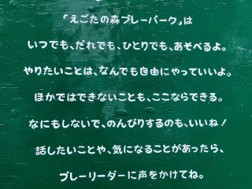 「えごたの森プレーパーク」は
いつでも、だれでも、ひとりでも、あそべるよ。
やりたいことは、なんでも自由にやっていいよ。
ほかではできないことも、ここならできる。
なにもしないで、のんびりするのも、いいね！
話したいことや、気になることがあったら、
プレーリーダーに声をかけてね。